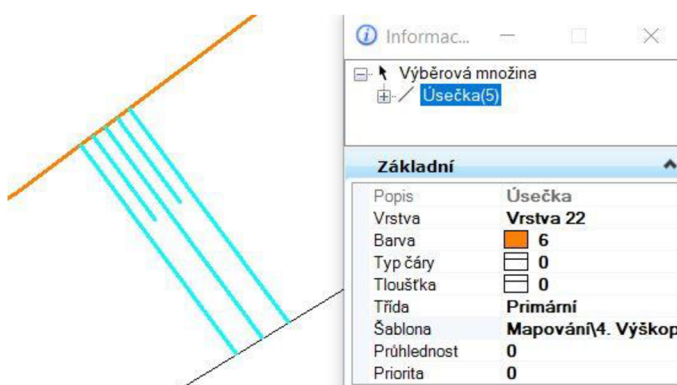 Informac...
Výběrová množina
Úsečka(5)
Základní
Popis Úsečka
Vrstva Vrstva 22
Barva 6
Typ čáry 0
Tloušťka 0
Třída Primární
Šablona Mapování\4. Výškop
Průhlednost 0
Priorita 0